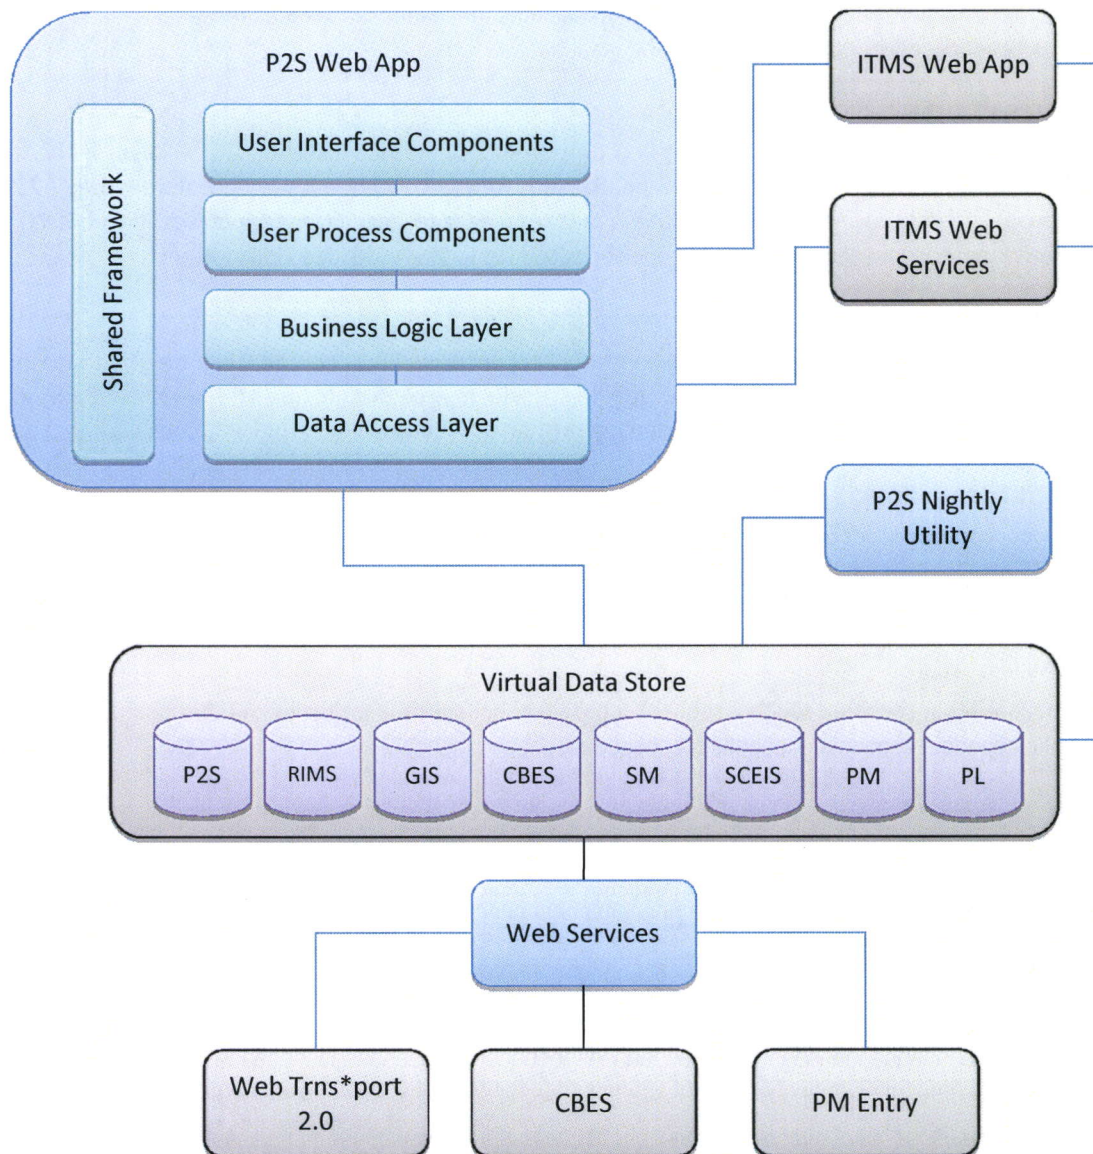 P2S Web App
Shared Framework
User Interface Components
User Process Components
Business Logic Layer
Data Access Layer
ITMS Web App
ITMS Web
Services
P2S Nightly
Utility
Virtual Data Store
P2S
RIMS
GIS
CBES
SM
SCEIS
PM
PL
Web Services
Web Trns*port
2.0
CBES
PM Entry